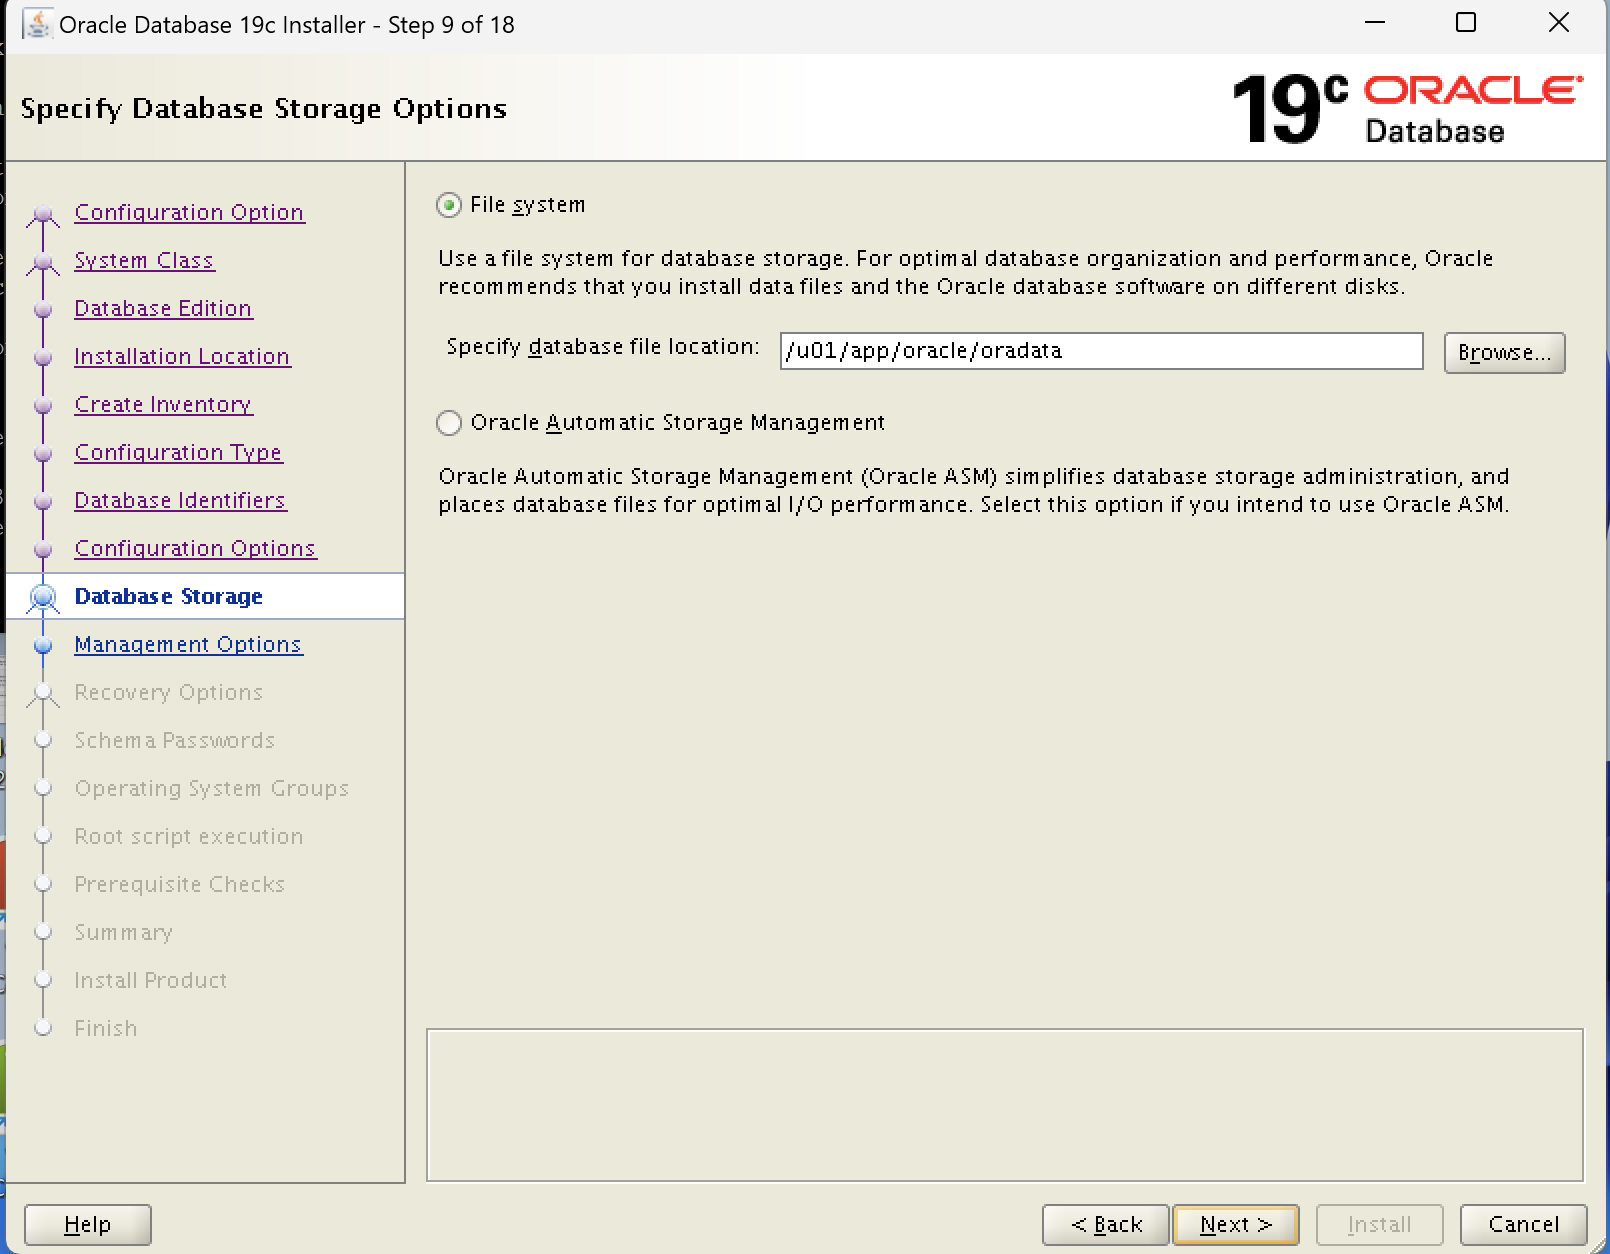 Oracle Database 19c Installer - Step 9 of 18
Specify Database Storage Options
19c ORACLE
Database
Configuration Option
System Class
Database Edition
Installation Location
Create Inventory
Configuration Type
Database Identifiers
Configuration Options
Database Storage
Management Options
Recovery Options
Schema Passwords
Operating System Groups
Root script execution
Prerequisite Checks
Summary
Install Product
Finish
File system
Use a file system for database storage. For optimal database organization and performance, Oracle
recommends that you install data files and the Oracle database software on different disks.
Specify database file location: /u01/app/oracle/oradata Browse...
Oracle Automatic Storage Management
Oracle Automatic Storage Management (Oracle ASM) simplifies database storage administration, and
places database files for optimal I/O performance. Select this option if you intend to use Oracle ASM.
Help < Back Next > Install Cancel